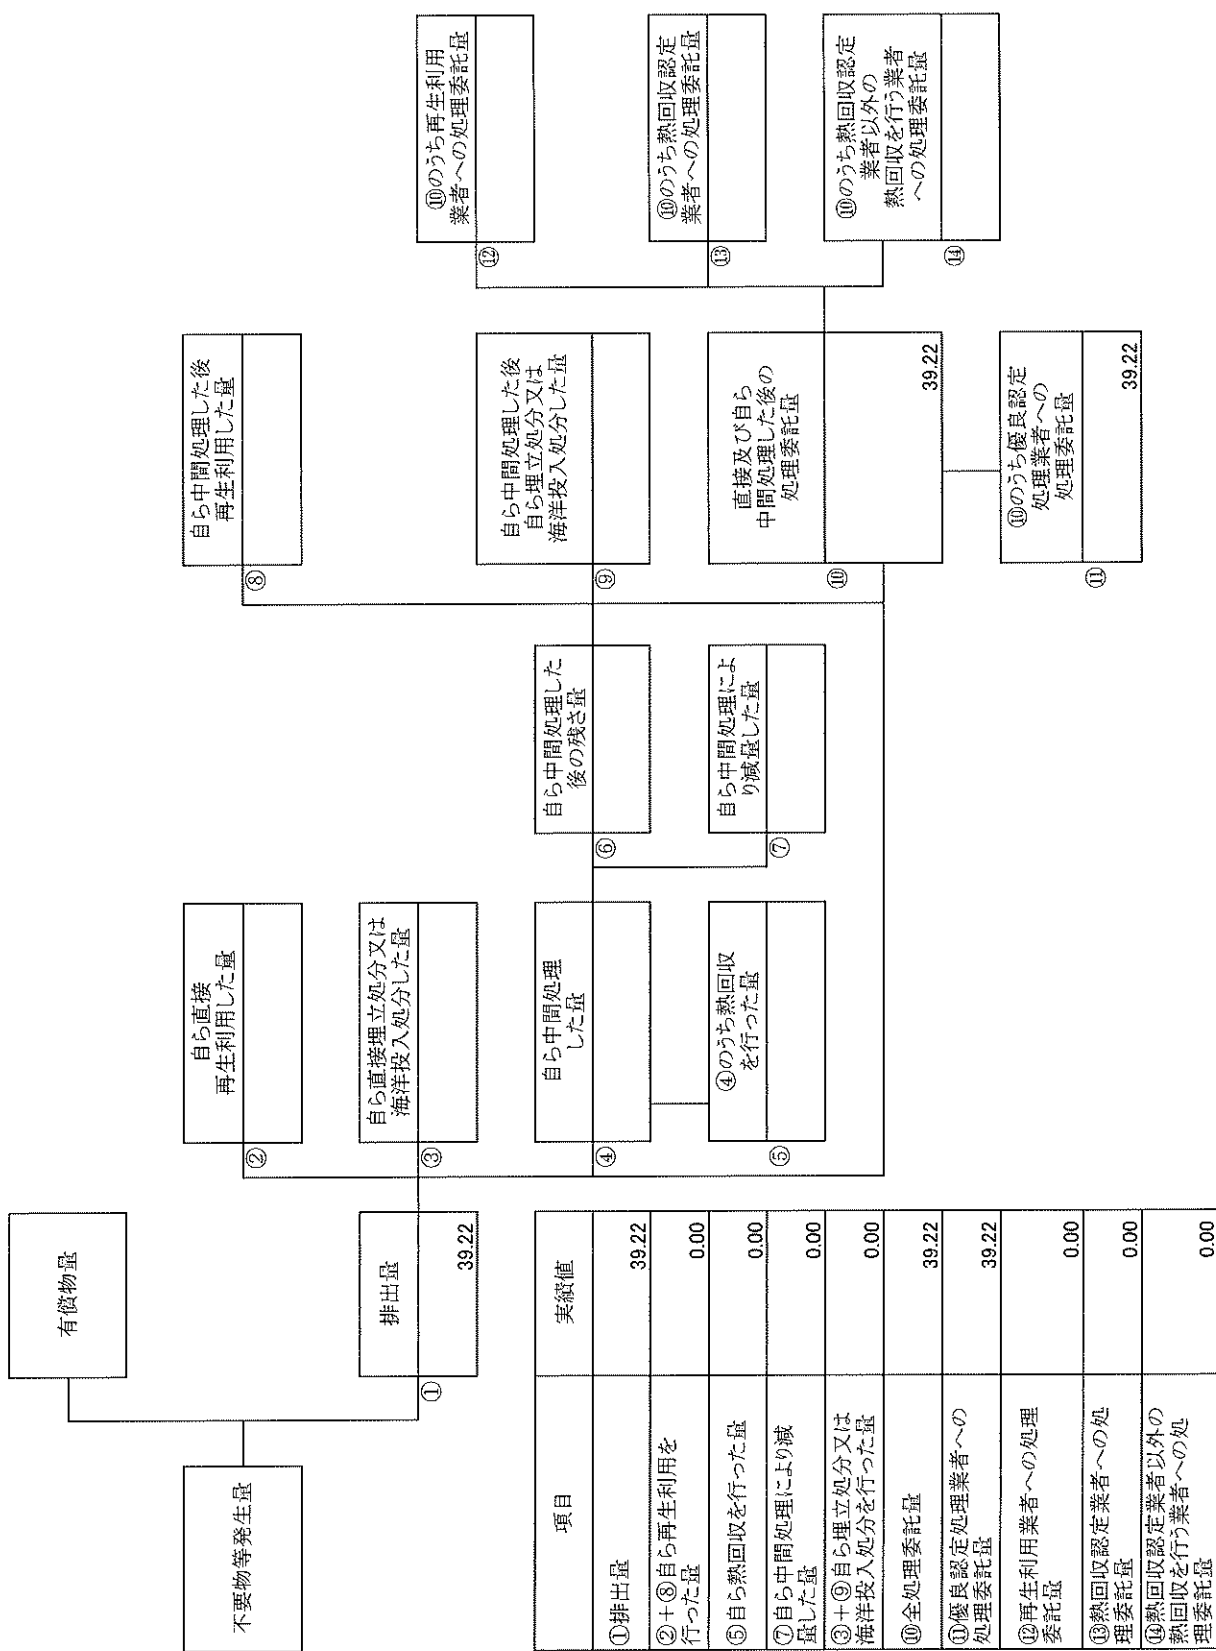 不要物等発生量
有償物量
①
排出量
39.22
②
自ら直接
再生利用した量
③
自ら直接埋立処分又は
海洋投入処分した量
④
自ら中間処理
した量
⑤
④のうち熱回収
を行った量
⑥
自ら中間処理した
後の残さ量
⑦
自ら中間処理によ
り減量した量
⑧
自ら中間処理した後
再生利用した量
⑨
自ら中間処理した後
自ら埋立処分又は
海洋投入処分した量
⑩
直接及び自ら
中間処理した後の
処理委託量
39.22
⑪
⑩のうち優良認定
処理業者への
処理委託量
39.22
⑫
⑩のうち再生利用
業者への処理委託量
⑬
⑩のうち熱回収認定
業者への処理委託量
⑭
⑩のうち熱回収認定
業者以外の
熱回収を行う業者
への処理委託量
項目 実績値
①排出量 39.22
②+⑧自ら再生利用を
行った量 0.00
⑤自ら熱回収を行った量 0.00
⑦自ら中間処理により減
量した量 0.00
③+⑨自ら埋立処分又は
海洋投入処分を行った量 0.00
⑩全処理委託量 39.22
⑪優良認定処理業者への
処理委託量 39.22
⑫再生利用業者への処理
委託量 0.00
⑬熱回収認定業者への処
理委託量 0.00
⑭熱回収認定業者以外の
熱回収を行う業者への処
理委託量 0.00